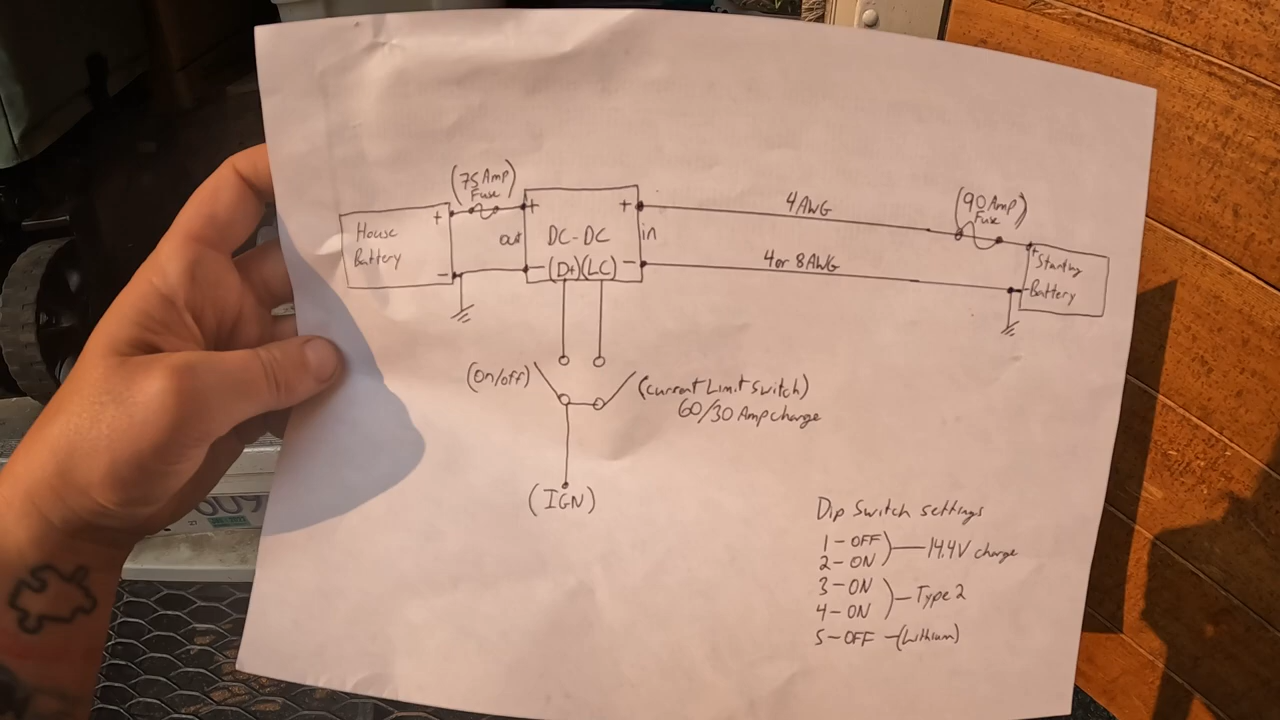 (75 Amp
Fuse)
House
Battery
+
-
+
out
-
DC-DC
(D+)(LC)
+
in
-
4AWG
4 or 8AWG
(90 Amp)
Fuse
+
-
Starting
Battery
(on/off)
(current Limit Switch)
60/30 Amp charge
(IGN)
Dip Switch settings
1-OFF
2-ON
14.4V charge
3-ON
4-ON
Type 2
5-OFF -(Lithium)